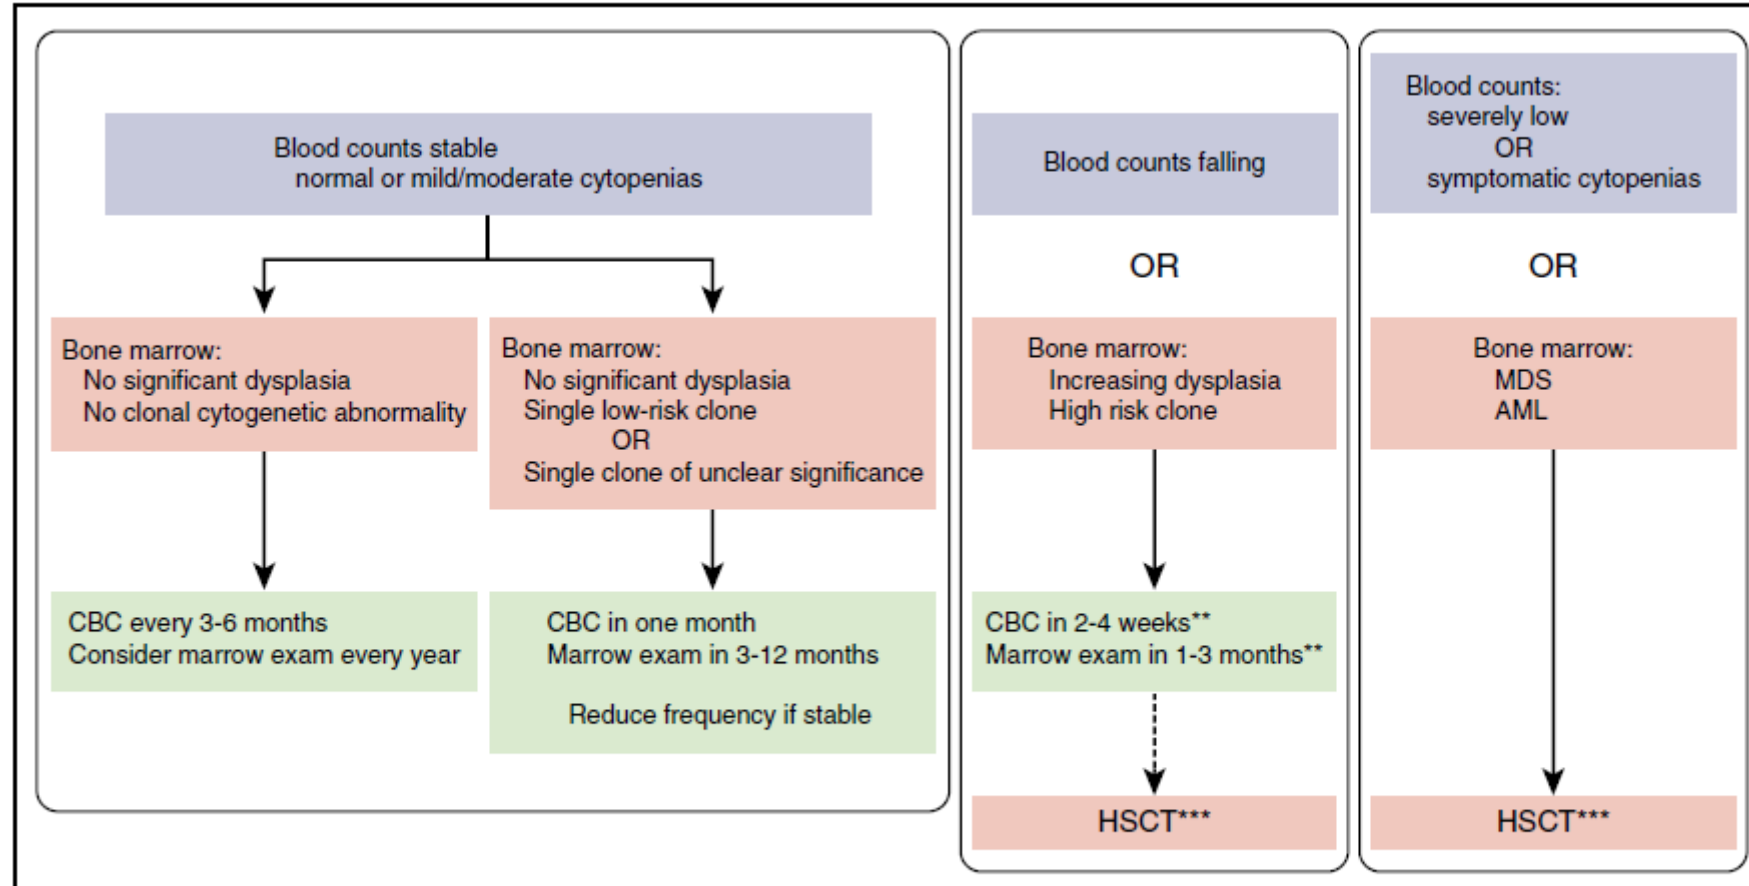 Blood counts stable
normal or mild/moderate cytopenias
Bone marrow:
No significant dysplasia
No clonal cytogenetic abnormality
CBC every 3-6 months
Consider marrow exam every year
Bone marrow:
No significant dysplasia
Single low-risk clone
OR
Single clone of unclear significance
CBC in one month
Marrow exam in 3-12 months
Reduce frequency if stable
Blood counts falling
OR
Bone marrow:
Increasing dysplasia
High risk clone
CBC in 2-4 weeks**
Marrow exam in 1-3 months**
HSCT***
Blood counts:
severely low
OR
symptomatic cytopenias
OR
Bone marrow:
MDS
AML
HSCT***